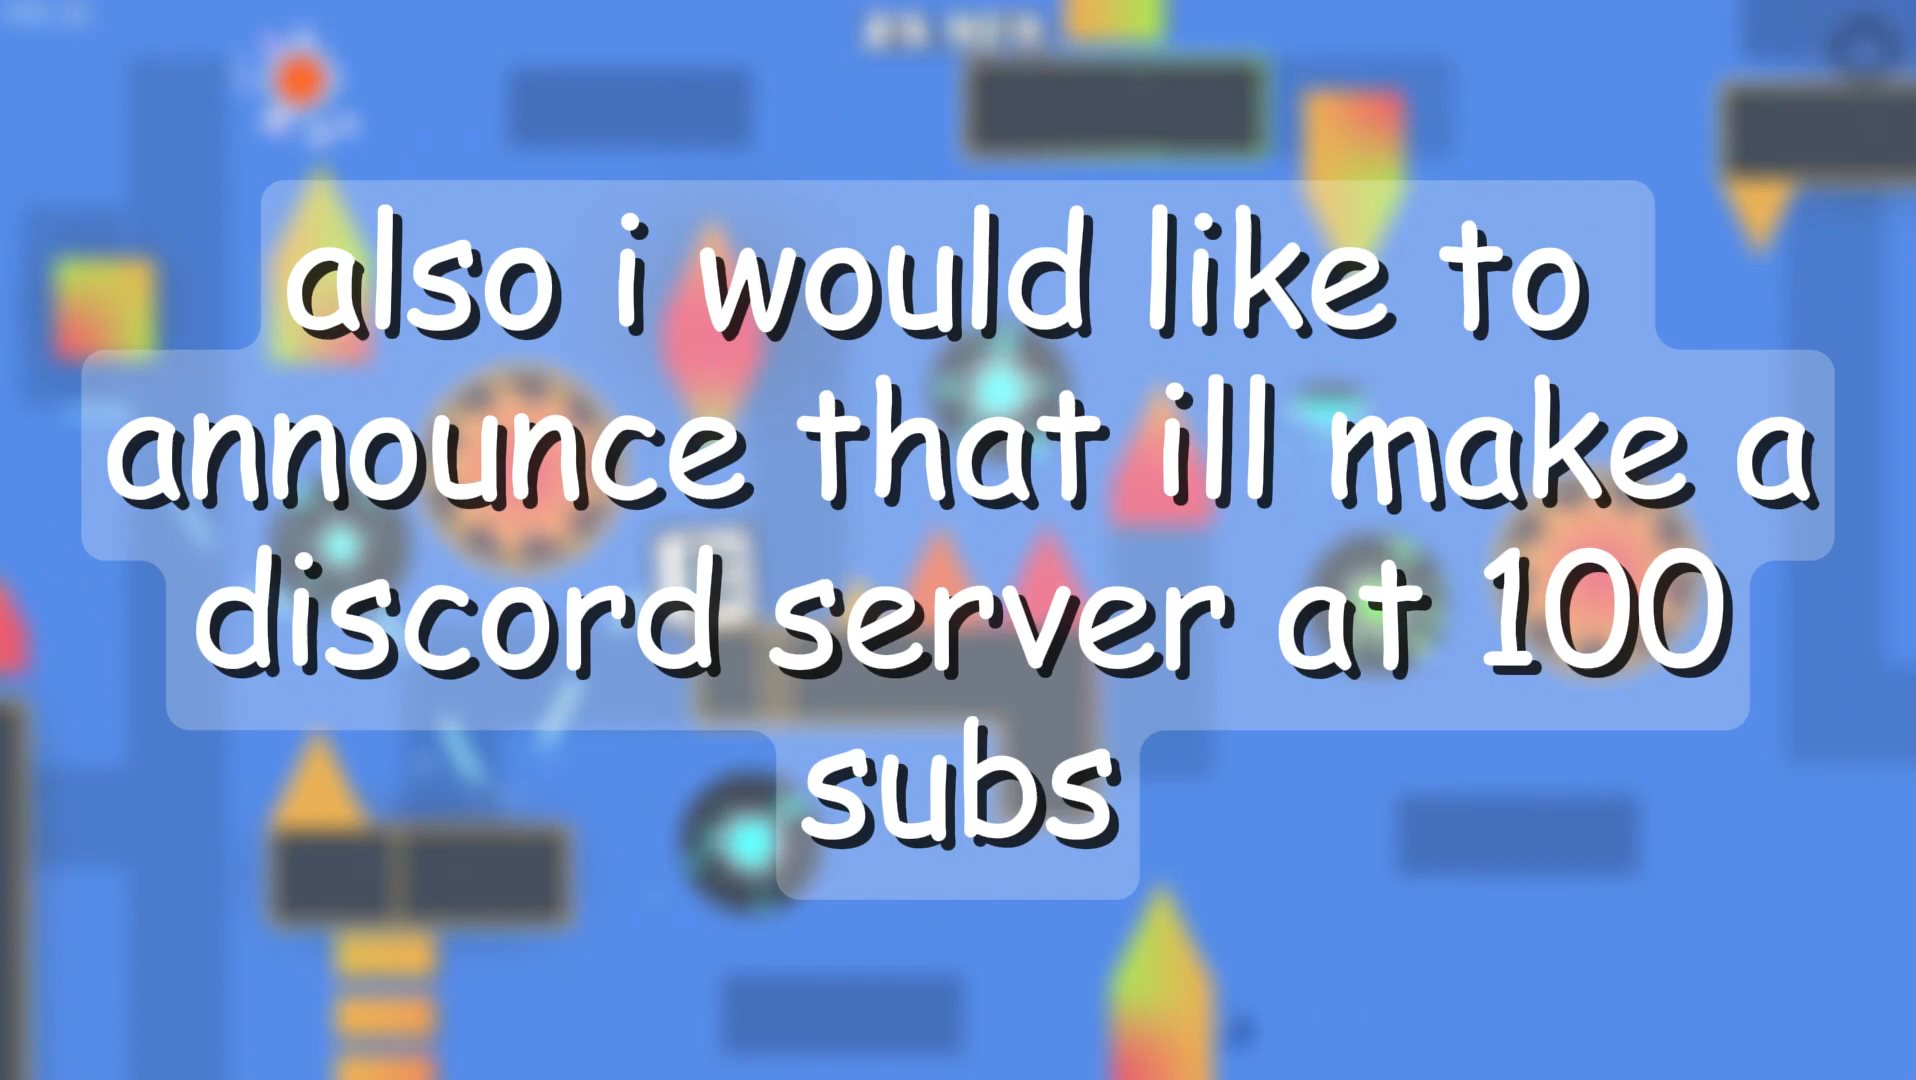 also i would like to
announce that ill make a
discord server at 100
subs